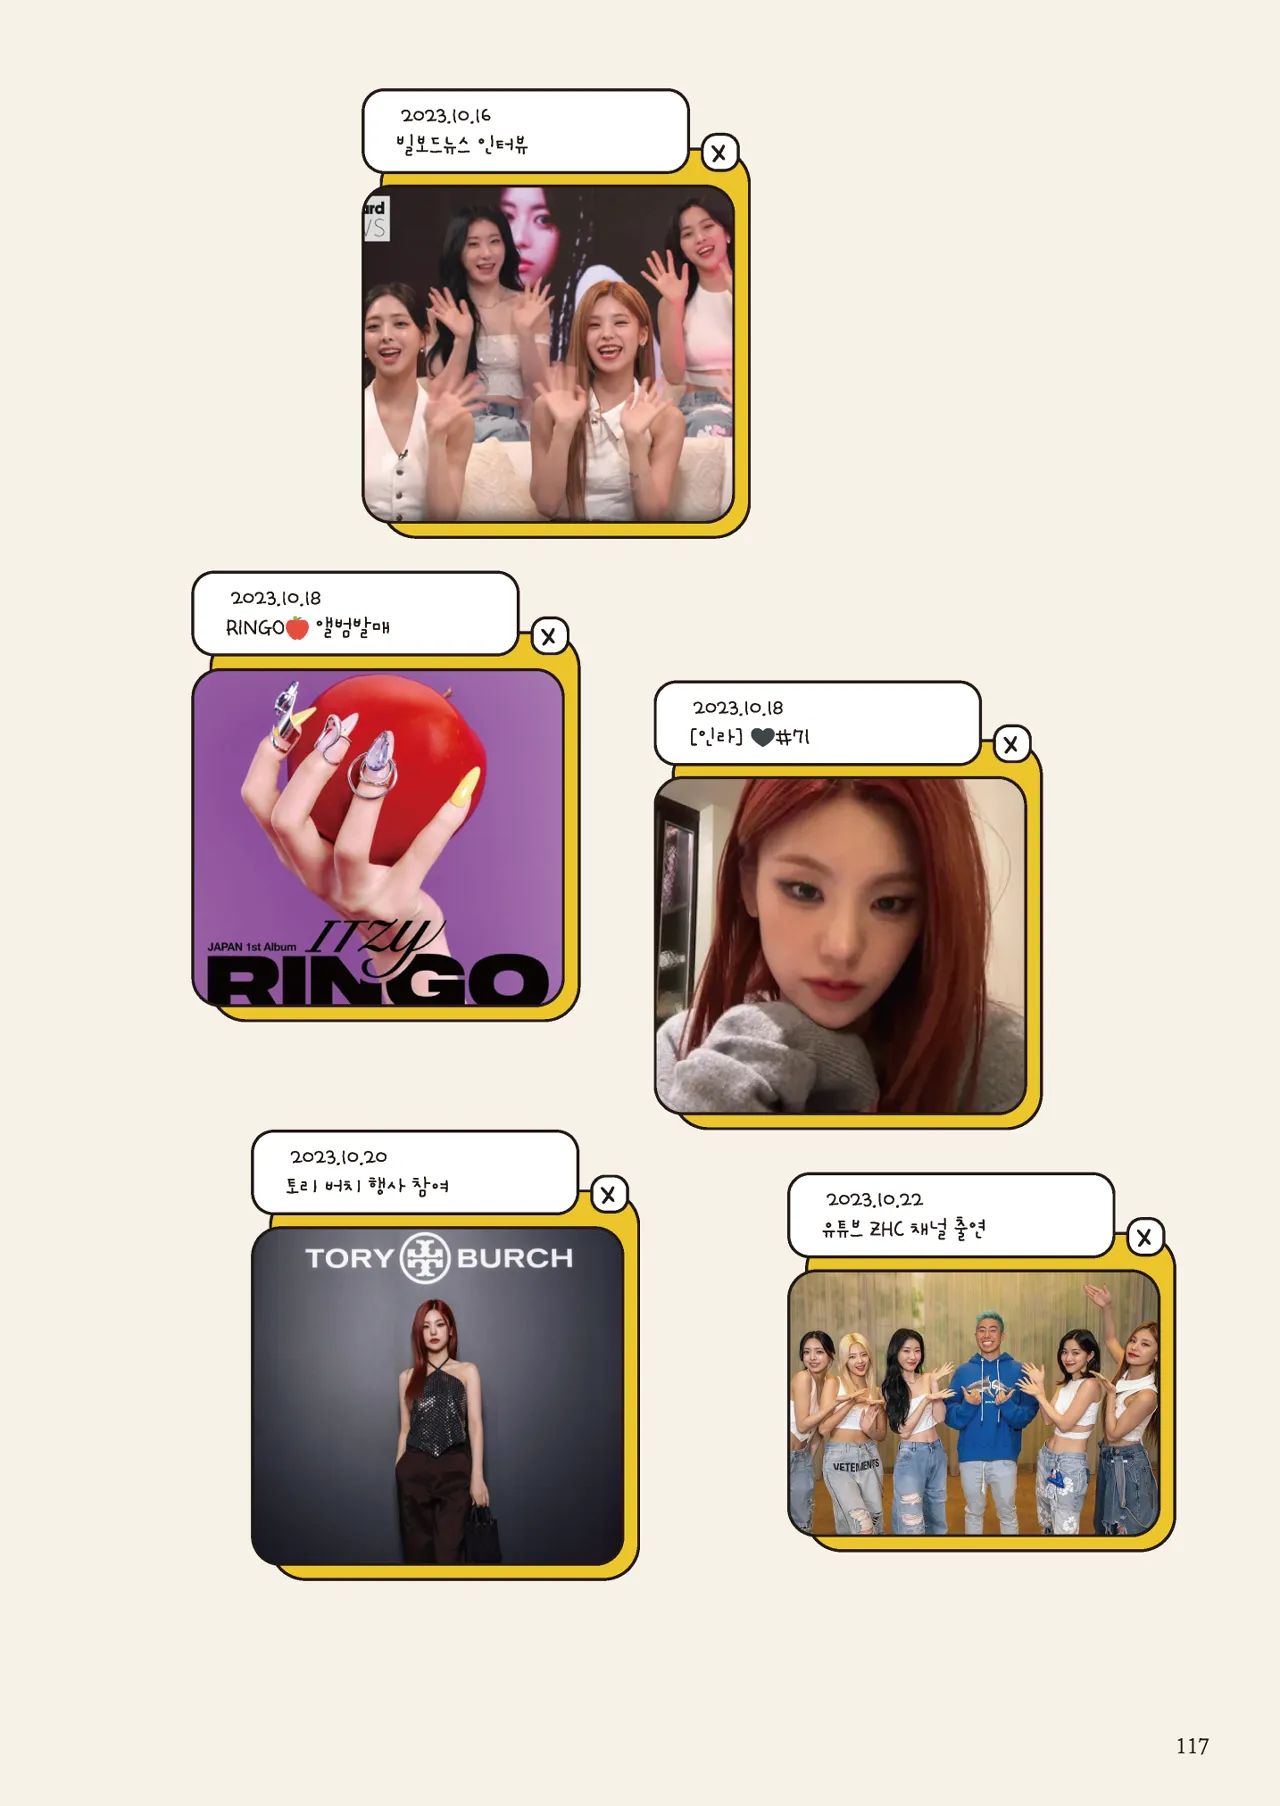 2023.10.16
빌보드뉴스 인터뷰
X
ard
VS
2023.10.18
RINGO🍎 앨범발매
X
ITZY
JAPAN 1st Album
RINGO
2023.10.18
[인라] 🖤#71
X
2023.10.20
토리 버치 행사 참여
X
TORY BURCH
2023.10.22
유튜브 ZHC 채널 출연
X
VETEMENTS
117